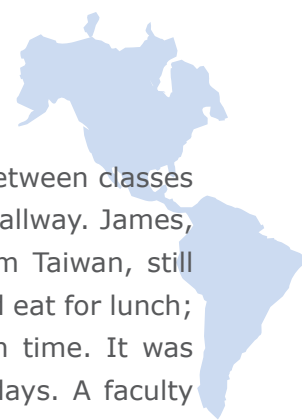 etween classes
allway. James,
m Taiwan, still
l eat for lunch;
n time. It was
lays. A faculty